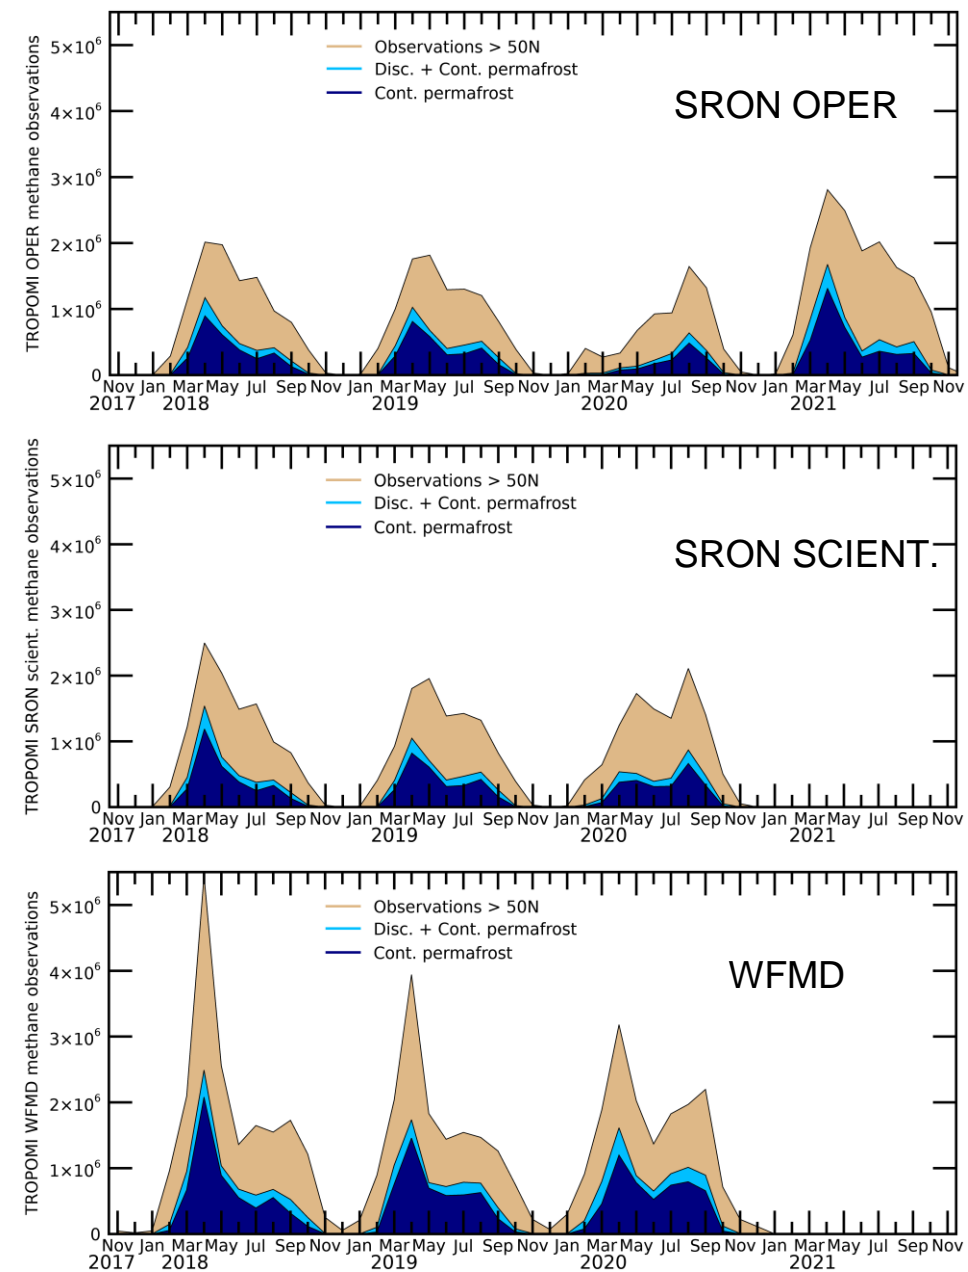 TROPOMI OPER methane observations
5×10⁶
4×10⁶
3×10⁶
2×10⁶
1×10⁶
0
Observations > 50N
Disc. + Cont. permafrost
Cont. permafrost
SRON OPER
Nov Jan Mar May Jul Sep Nov Jan Mar May Jul Sep Nov Jan Mar May Jul Sep Nov Jan Mar May Jul Sep Nov
2017 2018 2019 2020 2021
TROPOMI SRON scient. methane observations
5×10⁶
4×10⁶
3×10⁶
2×10⁶
1×10⁶
0
Observations > 50N
Disc. + Cont. permafrost
Cont. permafrost
SRON SCIENT.
Nov Jan Mar May Jul Sep Nov Jan Mar May Jul Sep Nov Jan Mar May Jul Sep Nov Jan Mar May Jul Sep Nov
2017 2018 2019 2020 2021
TROPOMI WFMD methane observations
5×10⁶
4×10⁶
3×10⁶
2×10⁶
1×10⁶
0
Observations > 50N
Disc. + Cont. permafrost
Cont. permafrost
WFMD
Nov Jan Mar May Jul Sep Nov Jan Mar May Jul Sep Nov Jan Mar May Jul Sep Nov Jan Mar May Jul Sep Nov
2017 2018 2019 2020 2021